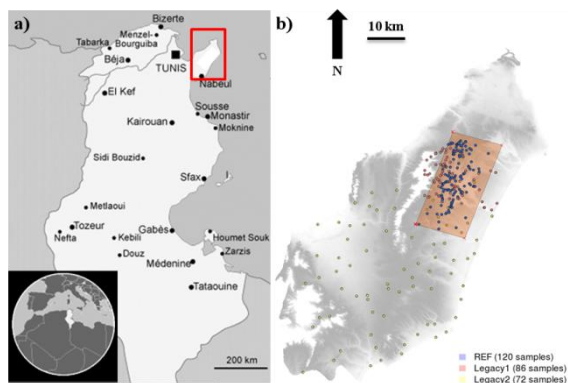 a)
Bizerte
Menzel-
Bourguiba
Tabarka
Béja
TUNIS
Nabeul
El Kef
Sousse
Monastir
Kairouan
Moknine
Sidi Bouzid
Sfax
Metlaoui
Tozeur
Gabès
Houmet Souk
Nefta
Kebili
Zarzis
Douz
Médenine
Tataouine
200 km
b)
10 km
N
REF (120 samples)
Legacy1 (86 samples)
Legacy2 (72 samples)